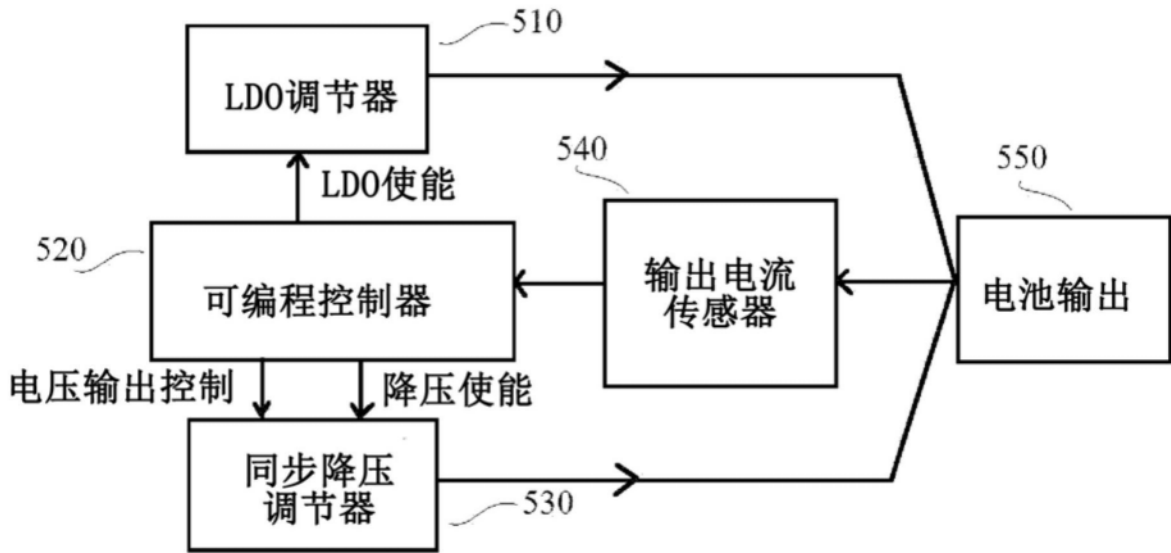 510
LDO调节器
540
550
LDO使能
520
输出电流
传感器
可编程控制器
电池输出
电压输出控制
降压使能
同步降压
调节器
530